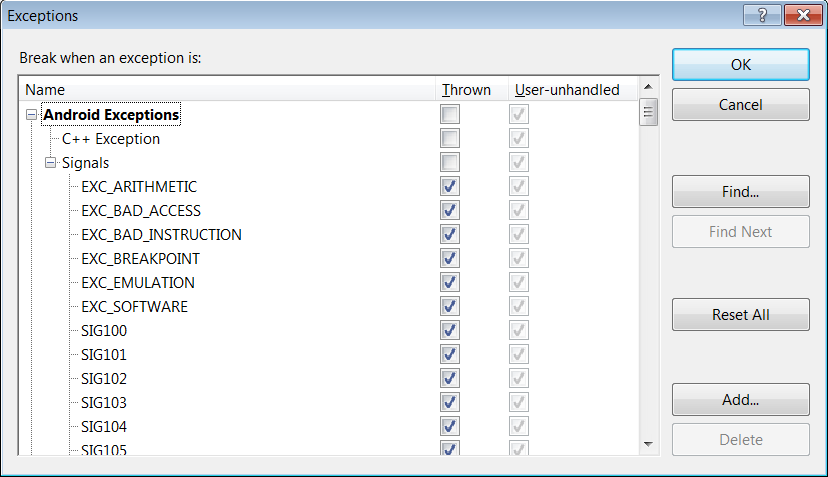 Exceptions
Break when an exception is:
Name Thrown User-unhandled
Android Exceptions
C++ Exception
Signals
EXC_ARITHMETIC
EXC_BAD_ACCESS
EXC_BAD_INSTRUCTION
EXC_BREAKPOINT
EXC_EMULATION
EXC_SOFTWARE
SIG100
SIG101
SIG102
SIG103
SIG104
SIG105
OK
Cancel
Find...
Find Next
Reset All
Add...
Delete